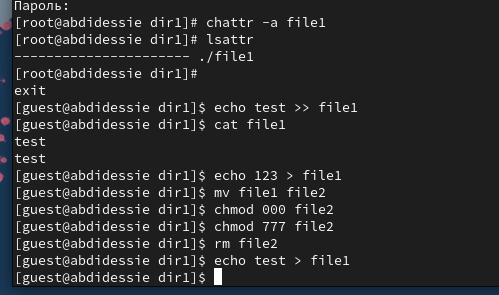 Пароль:
[root@abdidessie dir1]# chattr -a file1
[root@abdidessie dir1]# lsattr
---------------------- ./file1
[root@abdidessie dir1]#
exit
[guest@abdidessie dir1]$ echo test >> file1
[guest@abdidessie dir1]$ cat file1
test
test
[guest@abdidessie dir1]$ echo 123 > file1
[guest@abdidessie dir1]$ mv file1 file2
[guest@abdidessie dir1]$ chmod 000 file2
[guest@abdidessie dir1]$ chmod 777 file2
[guest@abdidessie dir1]$ rm file2
[guest@abdidessie dir1]$ echo test > file1
[guest@abdidessie dir1]$